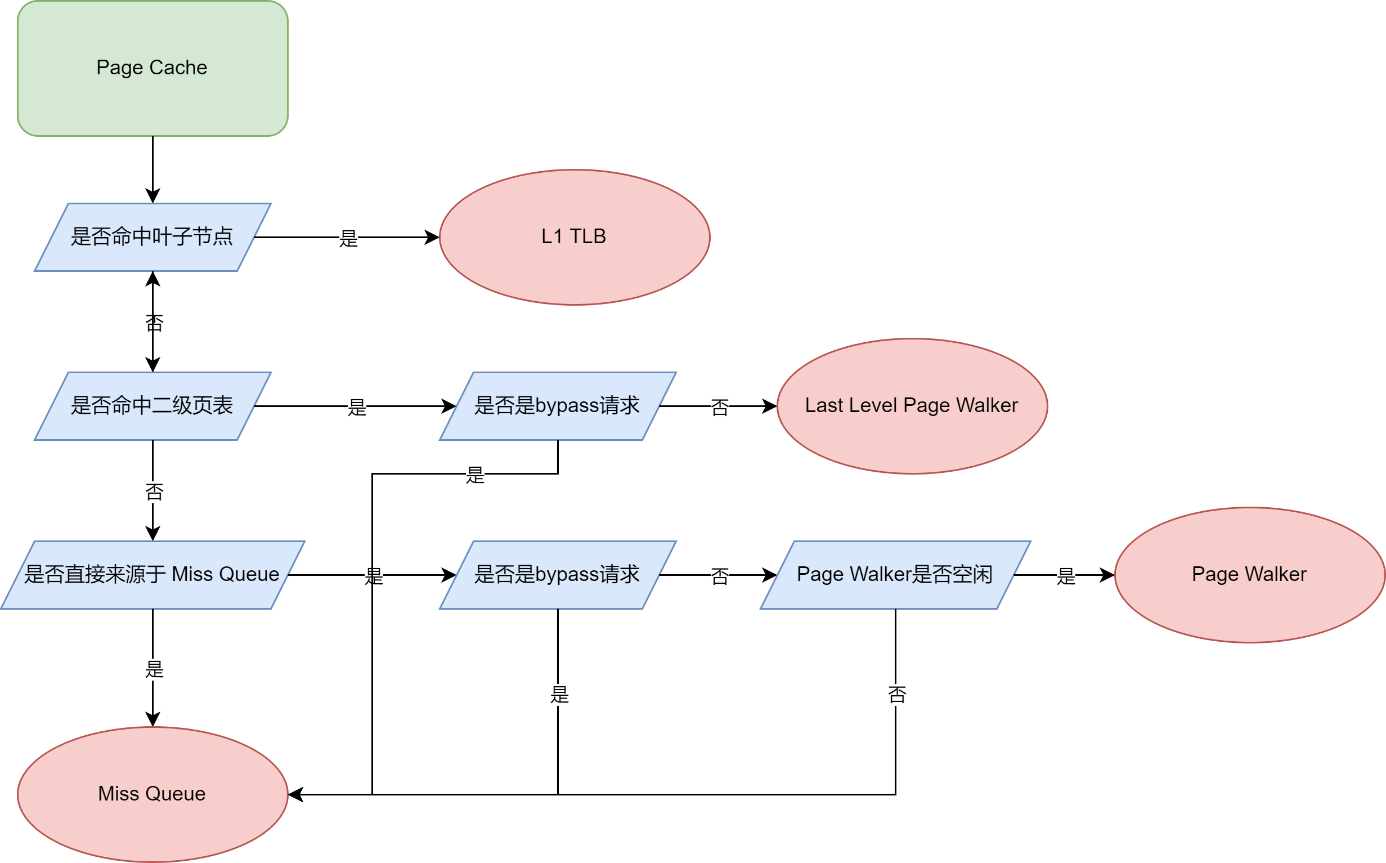 Page Cache
是否命中叶子节点
是
L1 TLB
否
是否命中二级页表
是
是否是bypass请求
否
Last Level Page Walker
是
否
是否直接来源于 Miss Queue
是
是否是bypass请求
否
Page Walker是否空闲
是
Page Walker
是
是
否
Miss Queue